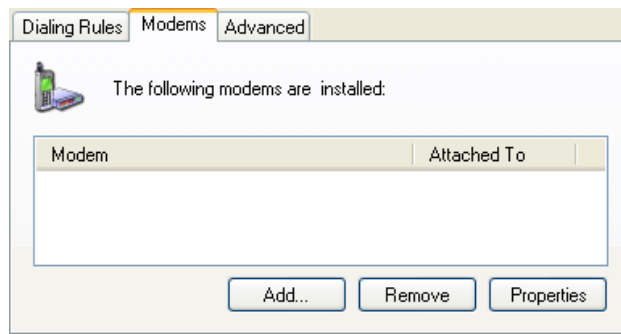 Dialing Rules Modems Advanced
The following modems are installed:
Modem Attached To
Add... Remove Properties